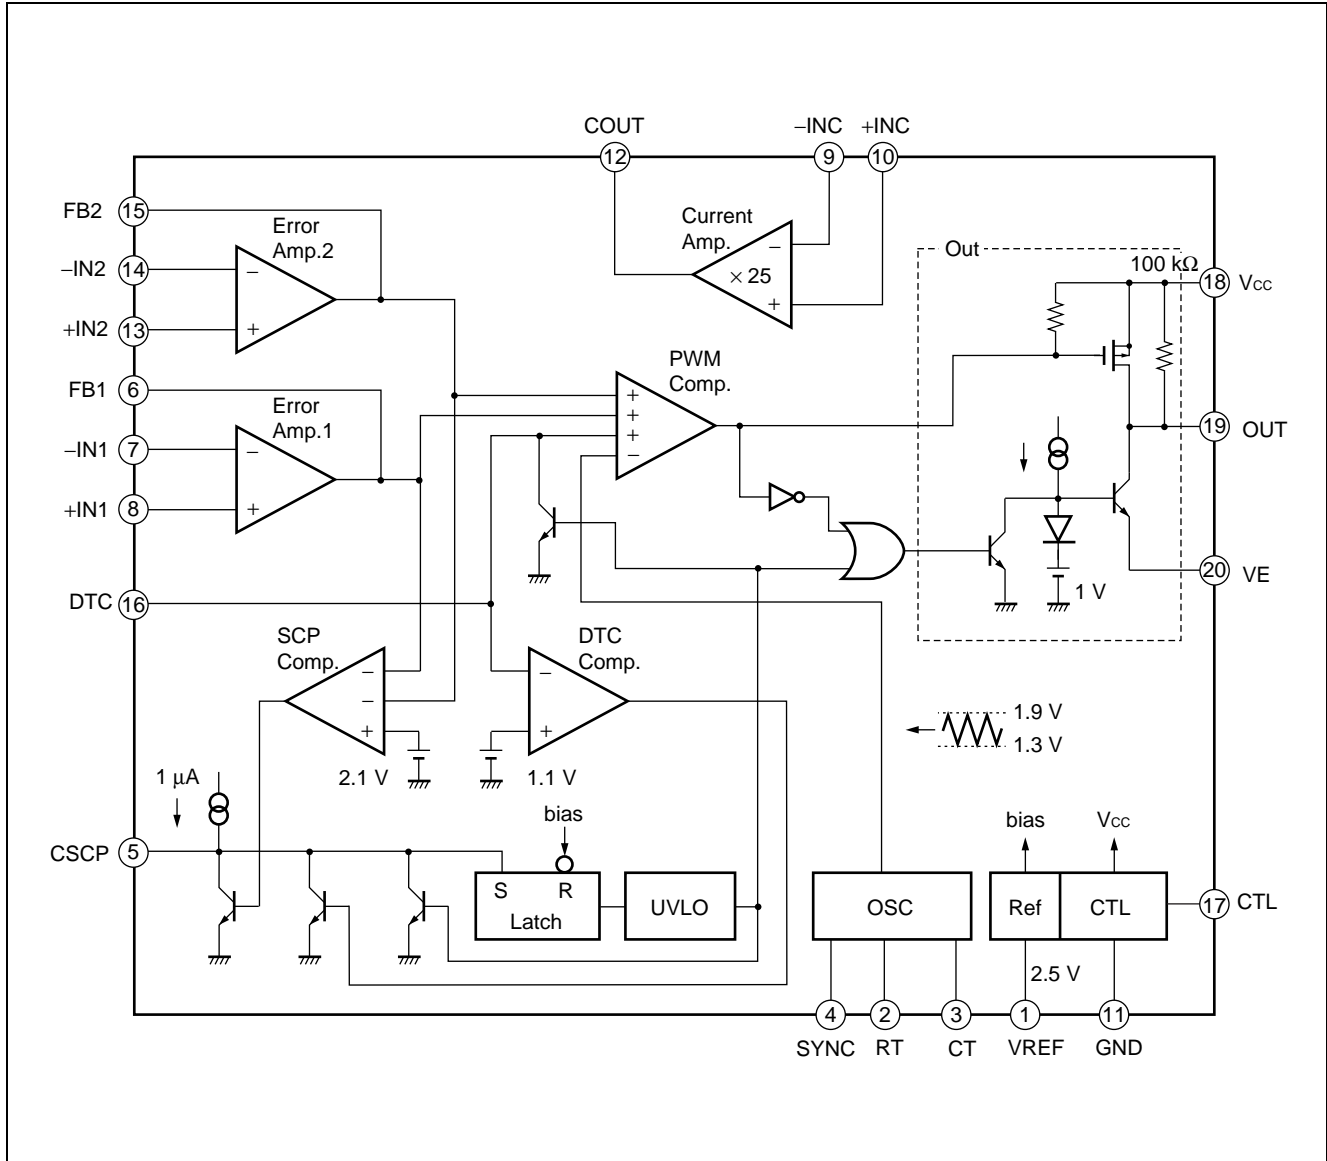 COUT
−INC
+INC
12
9
10
FB2
15
Error
Amp.2
Current
Amp.
−
× 25
+
Out
100 kΩ
−IN2
14
−
18
VCC
+IN2
13
+
FB1
6
PWM
Comp.
+
+
+
−
Error
Amp.1
−IN1
7
−
19
OUT
+IN1
8
+
20
VE
1 V
DTC
16
SCP
Comp.
−
−
+
2.1 V
DTC
Comp.
−
+
1.1 V
1.9 V
1.3 V
1 μA
bias
bias
VCC
CSCP
5
S
R
Latch
UVLO
OSC
Ref
CTL
17
CTL
2.5 V
4
2
3
1
11
SYNC
RT
CT
VREF
GND